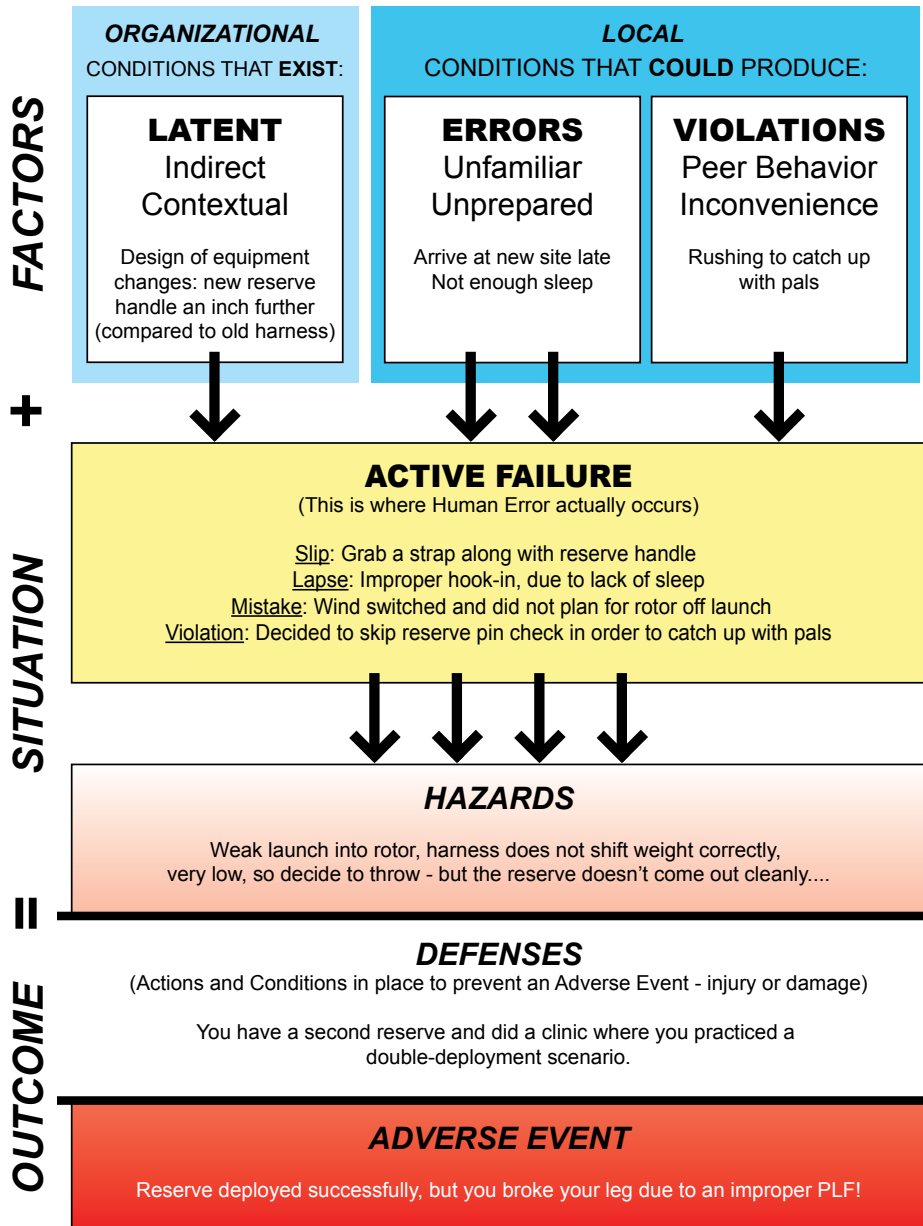 ORGANIZATIONAL
CONDITIONS THAT EXIST:
LATENT
Indirect
Contextual
Design of equipment
changes: new reserve
handle an inch further
(compared to old harness)
LOCAL
CONDITIONS THAT COULD PRODUCE:
ERRORS
Unfamiliar
Unprepared
Arrive at new site late
Not enough sleep
VIOLATIONS
Peer Behavior
Inconvenience
Rushing to catch up
with pals
FACTORS
+
ACTIVE FAILURE
(This is where Human Error actually occurs)
Slip: Grab a strap along with reserve handle
Lapse: Improper hook-in, due to lack of sleep
Mistake: Wind switched and did not plan for rotor off launch
Violation: Decided to skip reserve pin check in order to catch up with pals
SITUATION
HAZARDS
Weak launch into rotor, harness does not shift weight correctly,
very low, so decide to throw - but the reserve doesn’t come out cleanly....
=
DEFENSES
(Actions and Conditions in place to prevent an Adverse Event - injury or damage)
You have a second reserve and did a clinic where you practiced a
double-deployment scenario.
OUTCOME
ADVERSE EVENT
Reserve deployed successfully, but you broke your leg due to an improper PLF!